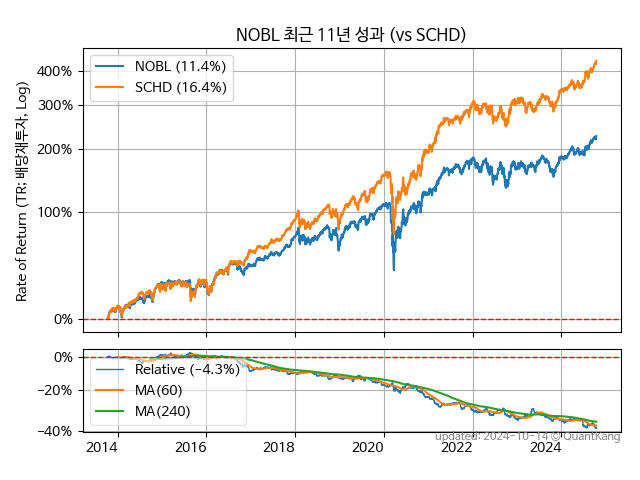 NOBL 최근 11년 성과 (vs SCHD)
Rate of Return (TR; 배당재투자, Log)
400%
300%
200%
100%
0%
NOBL (11.4%)
SCHD (16.4%)
0%
−20%
−40%
Relative (−4.3%)
MA(60)
MA(240)
2014 2016 2018 2020 2022 2024
updated: 2024-10-14 © QuantKang